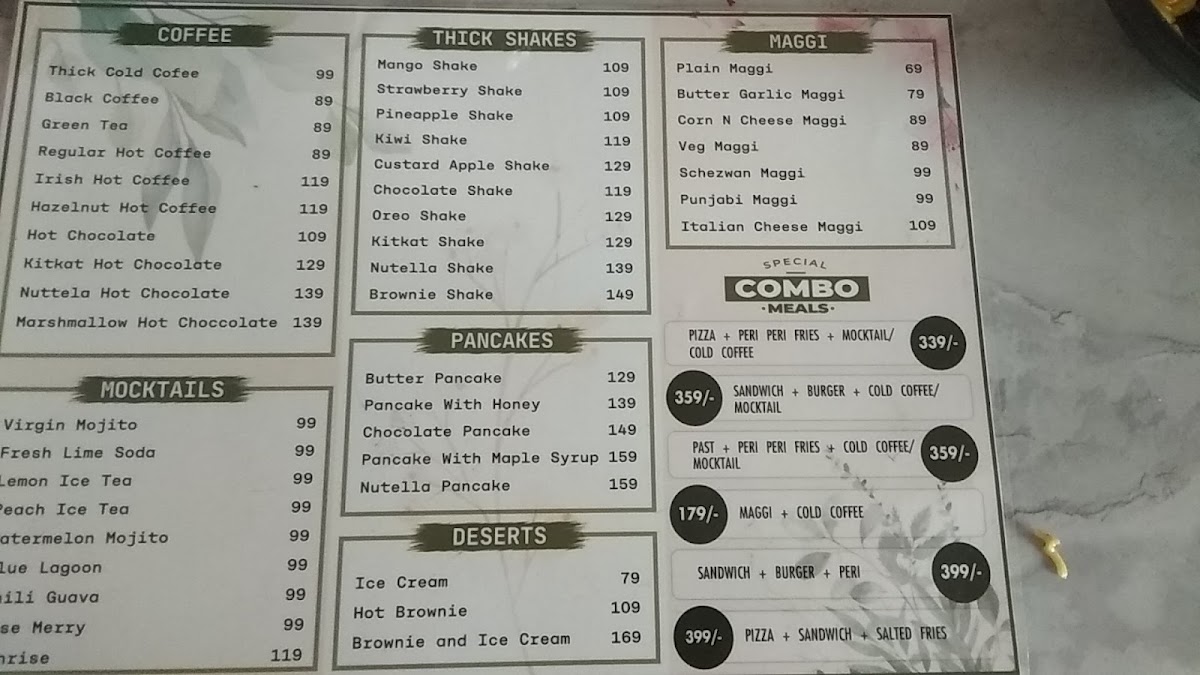 COFFEE
Thick Cold Cofee 99
Black Coffee 89
Green Tea 89
Regular Hot Coffee 89
Irish Hot Coffee 119
Hazelnut Hot Coffee 119
Hot Chocolate 109
Kitkat Hot Chocolate 129
Nuttela Hot Chocolate 139
Marshmallow Hot Choccolate 139
MOCKTAILS
Virgin Mojito 99
Fresh Lime Soda 99
Lemon Ice Tea 99
Peach Ice Tea 99
atermelon Mojito 99
lue Lagoon 99
ili Guava 99
se Merry 99
nrise 119
THICK SHAKES
Mango Shake 109
Strawberry Shake 109
Pineapple Shake 109
Kiwi Shake 119
Custard Apple Shake 129
Chocolate Shake 119
Oreo Shake 129
Kitkat Shake 129
Nutella Shake 139
Brownie Shake 149
PANCAKES
Butter Pancake 129
Pancake With Honey 139
Chocolate Pancake 149
Pancake With Maple Syrup 159
Nutella Pancake 159
DESERTS
Ice Cream 79
Hot Brownie 109
Brownie and Ice Cream 169
MAGGI
Plain Maggi 69
Butter Garlic Maggi 79
Corn N Cheese Maggi 89
Veg Maggi 89
Schezwan Maggi 99
Punjabi Maggi 99
Italian Cheese Maggi 109
SPECIAL
COMBO
·MEALS·
PIZZA + PERI PERI FRIES + MOCKTAIL/
COLD COFFEE
339/-
359/-
SANDWICH + BURGER + COLD COFFEE/
MOCKTAIL
PAST + PERI PERI FRIES + COLD COFFEE/
MOCKTAIL
359/-
179/- MAGGI + COLD COFFEE
SANDWICH + BURGER + PERI 399/-
399/- PIZZA + SANDWICH + SALTED FRIES